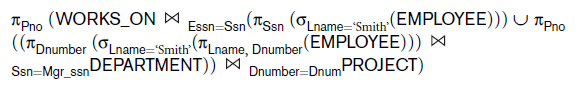 πPno (WORKS_ON ⋈ Essn=Ssn(πSsn (σLname=‘Smith’(EMPLOYEE))) ∪ πPno
((πDnumber (σLname=‘Smith’(πLname, Dnumber(EMPLOYEE))) ⋈
Ssn=Mgr_ssnDEPARTMENT)) ⋈ Dnumber=DnumPROJECT)